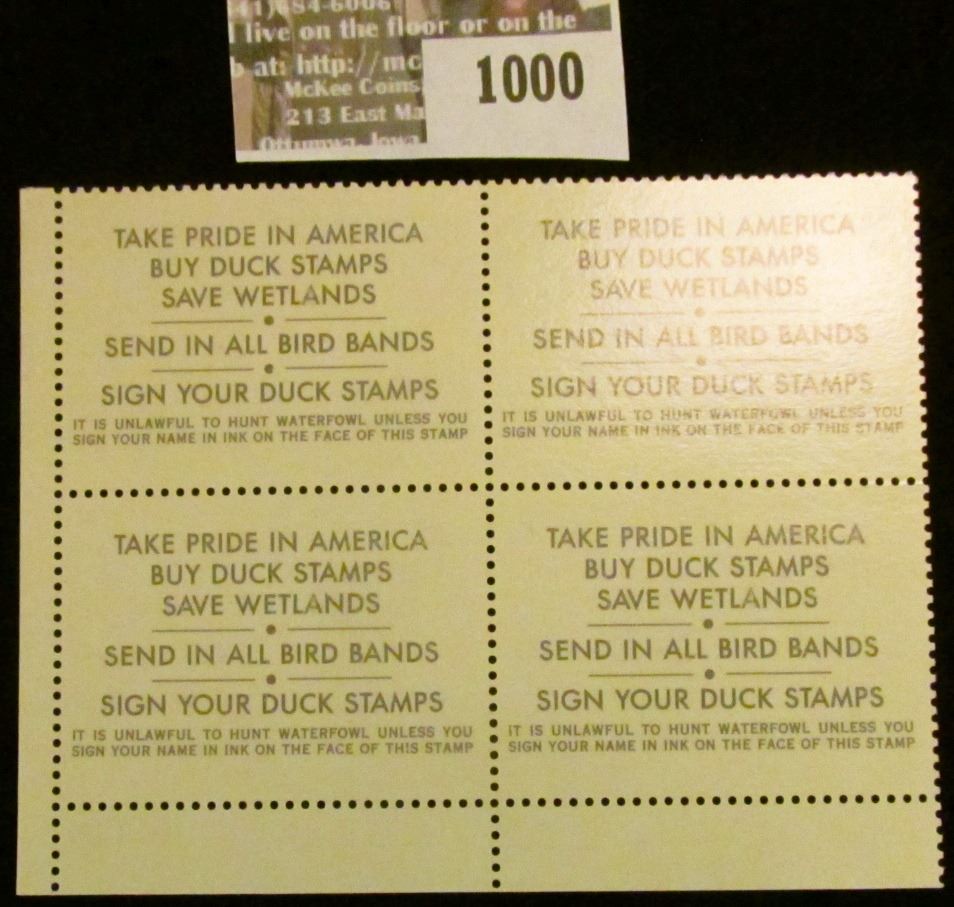 41)684-6006
live on the floor or on the
at: http://mc
McKee Coins
213 East Ma
Ottumwa, Iowa
1000
TAKE PRIDE IN AMERICA
BUY DUCK STAMPS
SAVE WETLANDS
SEND IN ALL BIRD BANDS
SIGN YOUR DUCK STAMPS
IT IS UNLAWFUL TO HUNT WATERFOWL UNLESS YOU
SIGN YOUR NAME IN INK ON THE FACE OF THIS STAMP
TAKE PRIDE IN AMERICA
BUY DUCK STAMPS
SAVE WETLANDS
SEND IN ALL BIRD BANDS
SIGN YOUR DUCK STAMPS
IT IS UNLAWFUL TO HUNT WATERFOWL UNLESS YOU
SIGN YOUR NAME IN INK ON THE FACE OF THIS STAMP
TAKE PRIDE IN AMERICA
BUY DUCK STAMPS
SAVE WETLANDS
SEND IN ALL BIRD BANDS
SIGN YOUR DUCK STAMPS
IT IS UNLAWFUL TO HUNT WATERFOWL UNLESS YOU
SIGN YOUR NAME IN INK ON THE FACE OF THIS STAMP
TAKE PRIDE IN AMERICA
BUY DUCK STAMPS
SAVE WETLANDS
SEND IN ALL BIRD BANDS
SIGN YOUR DUCK STAMPS
IT IS UNLAWFUL TO HUNT WATERFOWL UNLESS YOU
SIGN YOUR NAME IN INK ON THE FACE OF THIS STAMP